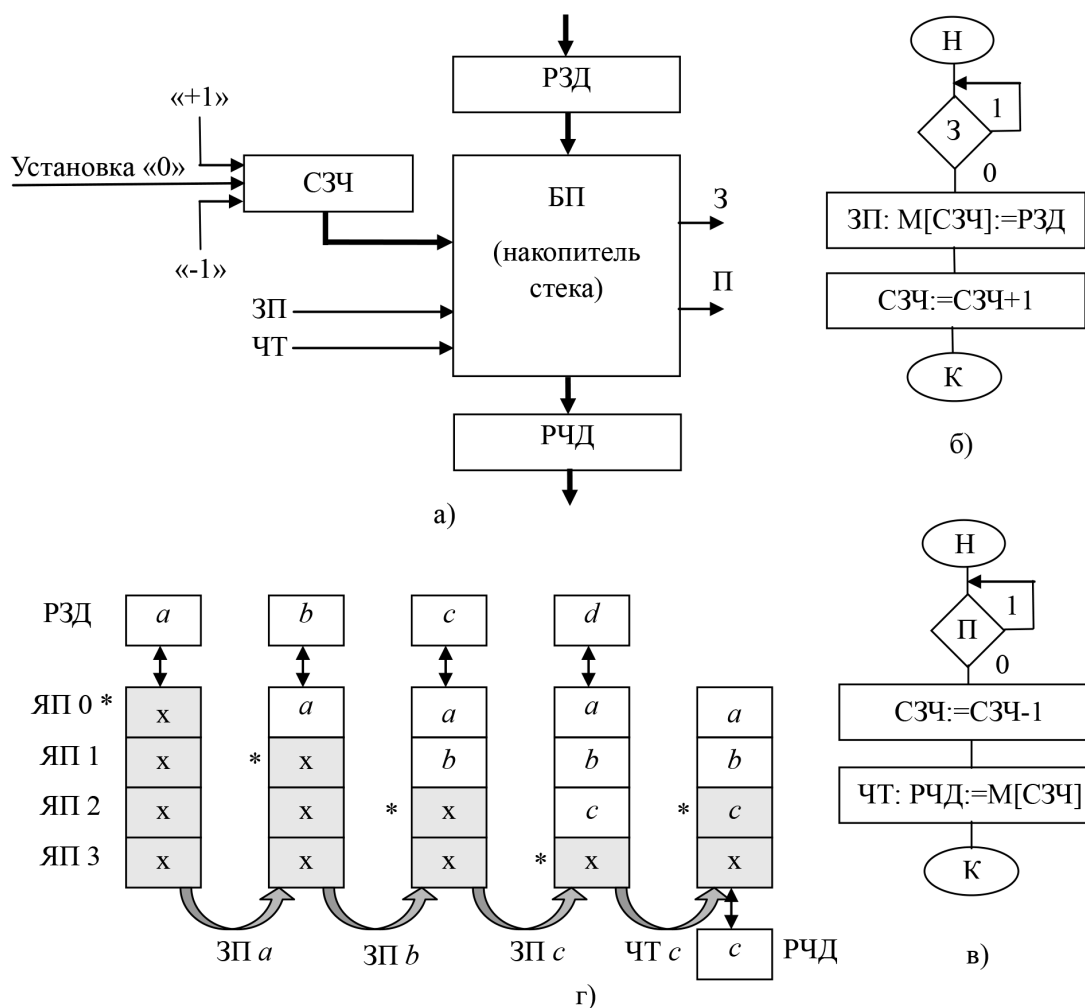 РЗД
«+1»
Установка «0»
СЗЧ
«-1»
БП
(накопитель
стека)
З
П
ЗП
ЧТ
РЧД
а)
Н
З
1
0
ЗП: М[СЗЧ]:=РЗД
СЗЧ:=СЗЧ+1
К
б)
Н
П
1
0
СЗЧ:=СЗЧ-1
ЧТ: РЧД:=М[СЗЧ]
К
в)
РЗД a b c d
ЯП 0 * x a a a a
ЯП 1 x * x b b b
ЯП 2 x x * x c * c
ЯП 3 x x x * x x
ЗП a ЗП b ЗП c ЧТ c c РЧД
г)